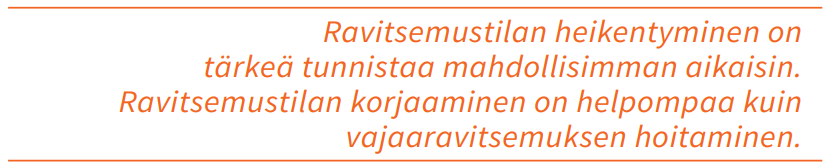 Ravitsemustilan heikentyminen on
tärkeä tunnistaa mahdollisimman aikaisin.
Ravitsemustilan korjaaminen on helpompaa kuin
vajaaravitsemuksen hoitaminen.